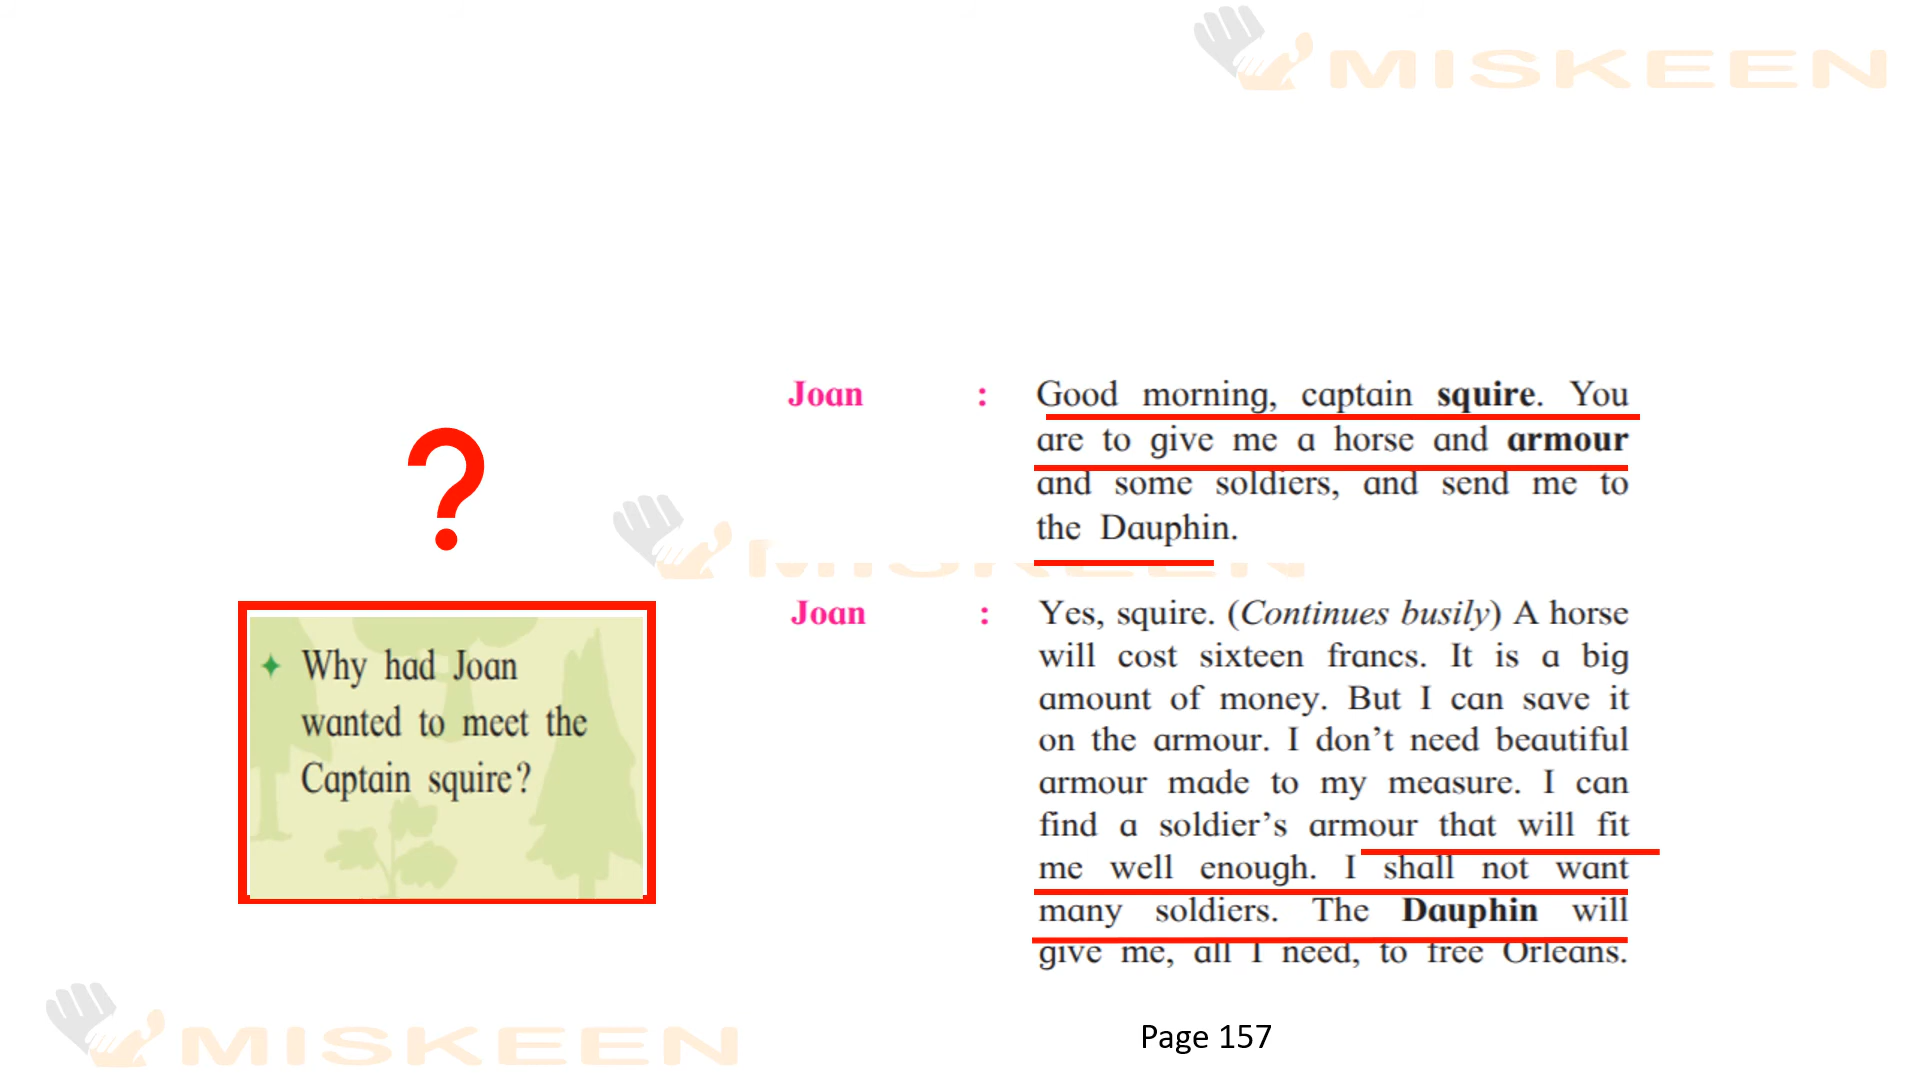 MISKEEN
Joan : Good morning, captain squire. You
are to give me a horse and armour
and some soldiers, and send me to
the Dauphin.
?
MISKEEN
Joan : Yes, squire. (Continues busily) A horse
will cost sixteen francs. It is a big
amount of money. But I can save it
on the armour. I don't need beautiful
armour made to my measure. I can
find a soldier's armour that will fit
me well enough. I shall not want
many soldiers. The Dauphin will
give me, all I need, to free Orleans.
Why had Joan
wanted to meet the
Captain squire?
MISKEEN
Page 157